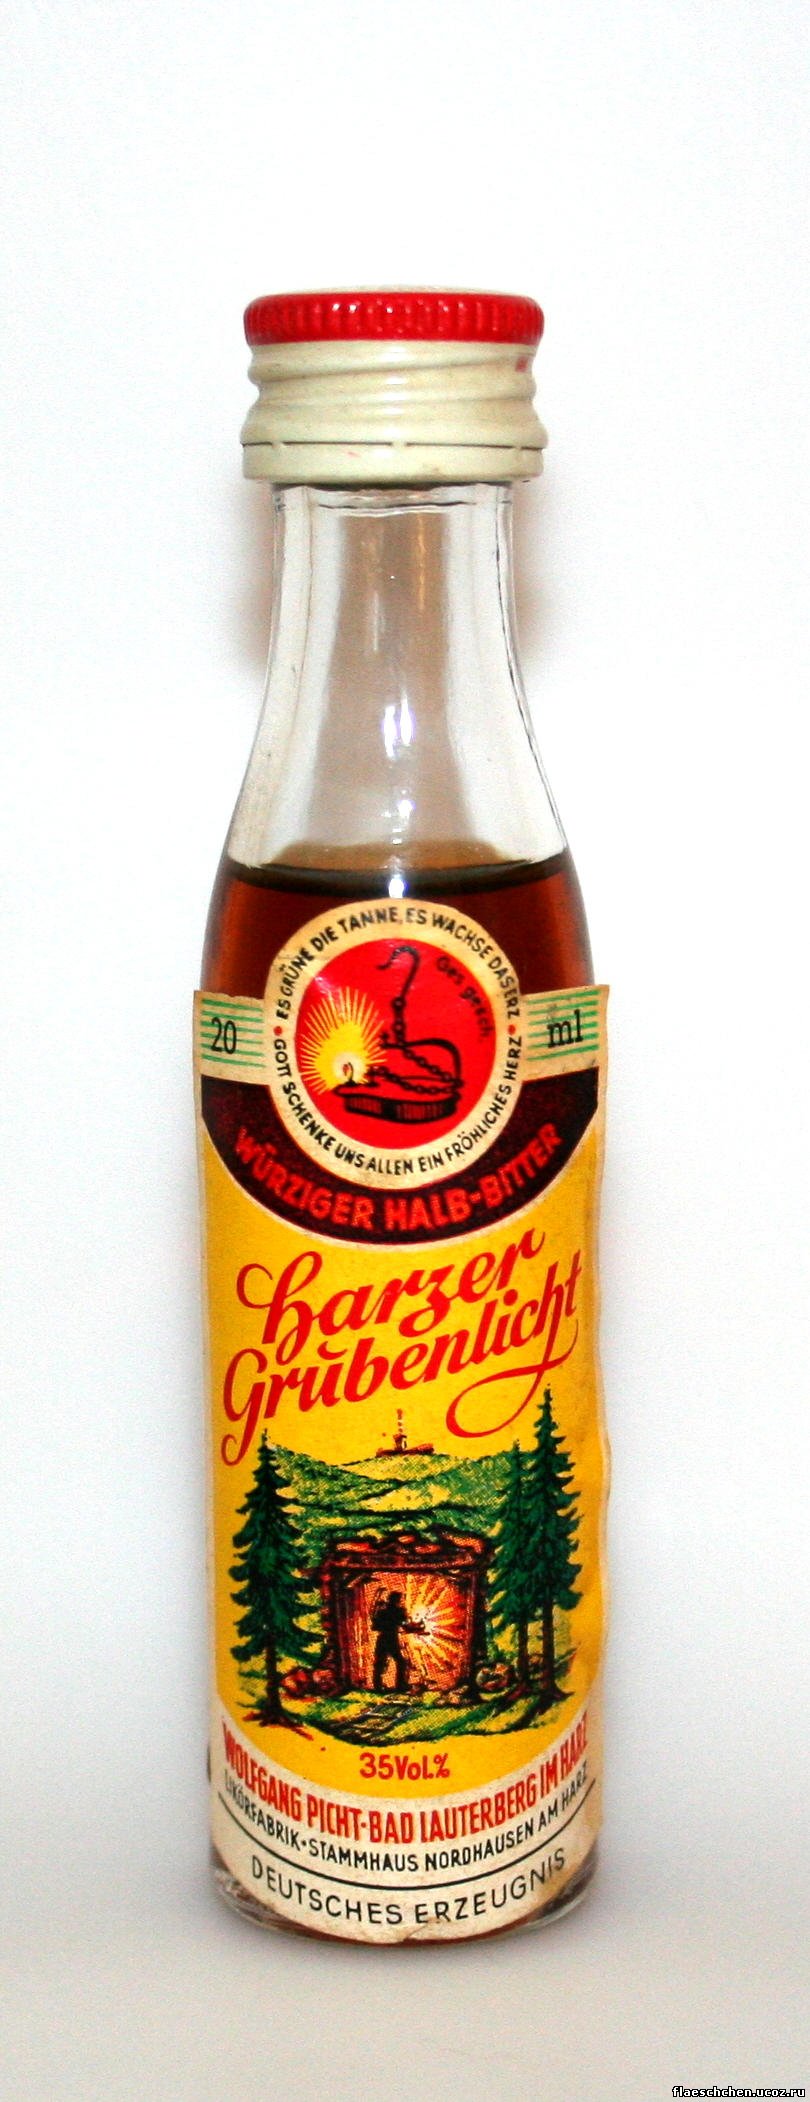 ES GRÜNE DIE TANNE, ES WACHSE DAS ERZ
GOTT SCHENKE UNS ALLEN EIN FRÖHLICHES HERZ
Ges. gesch.
20 ml
WÜRZIGER HALB-BITTER
Harzer
Grubenlicht
35 Vol.%
WOLFGANG PICHT-BAD LAUTERBERG IM HARZ
LIKÖRFABRIK•STAMMHAUS NORDHAUSEN AM HARZ
DEUTSCHES ERZEUGNIS
flaeschchen.ucoz.ru